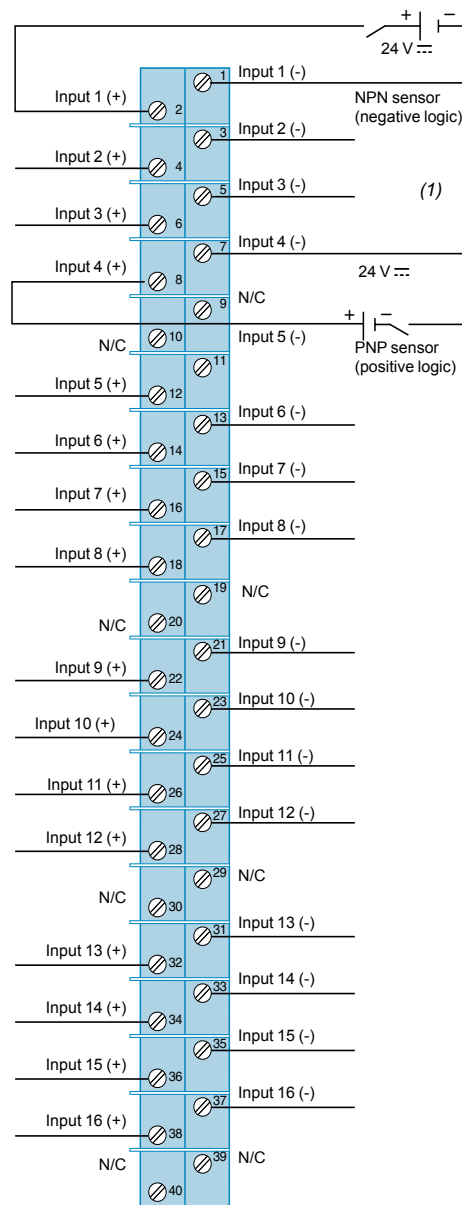 + −
24 V ⎓
1 Input 1 (-)
Input 1 (+) 2
NPN sensor
(negative logic)
3 Input 2 (-)
Input 2 (+) 4
5 Input 3 (-)
(1)
Input 3 (+) 6
7 Input 4 (-)
Input 4 (+) 8
24 V ⎓
9 N/C
+ −
N/C 10
Input 5 (-)
PNP sensor
(positive logic)
11
Input 5 (+) 12
13 Input 6 (-)
Input 6 (+) 14
15 Input 7 (-)
Input 7 (+) 16
17 Input 8 (-)
Input 8 (+) 18
19 N/C
N/C 20
21 Input 9 (-)
Input 9 (+) 22
23 Input 10 (-)
Input 10 (+) 24
25 Input 11 (-)
Input 11 (+) 26
27 Input 12 (-)
Input 12 (+) 28
29 N/C
N/C 30
31 Input 13 (-)
Input 13 (+) 32
33 Input 14 (-)
Input 14 (+) 34
35 Input 15 (-)
Input 15 (+) 36
37 Input 16 (-)
Input 16 (+) 38
39 N/C
N/C
40